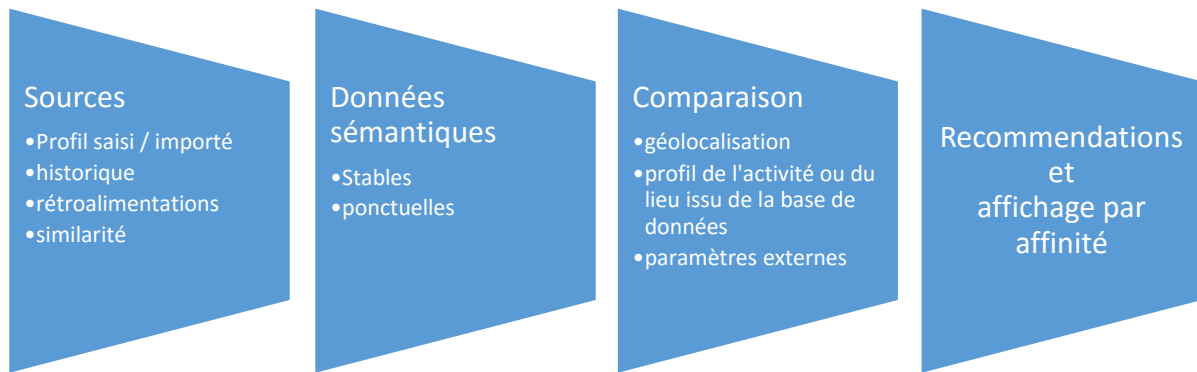 Sources
•Profil saisi / importé
•historique
•rétroalimentations
•similarité
Données
sémantiques
•Stables
•ponctuelles
Comparaison
•géolocalisation
•profil de l'activité ou du
lieu issu de la base de
données
•paramètres externes
Recommendations
et
affichage par
affinité